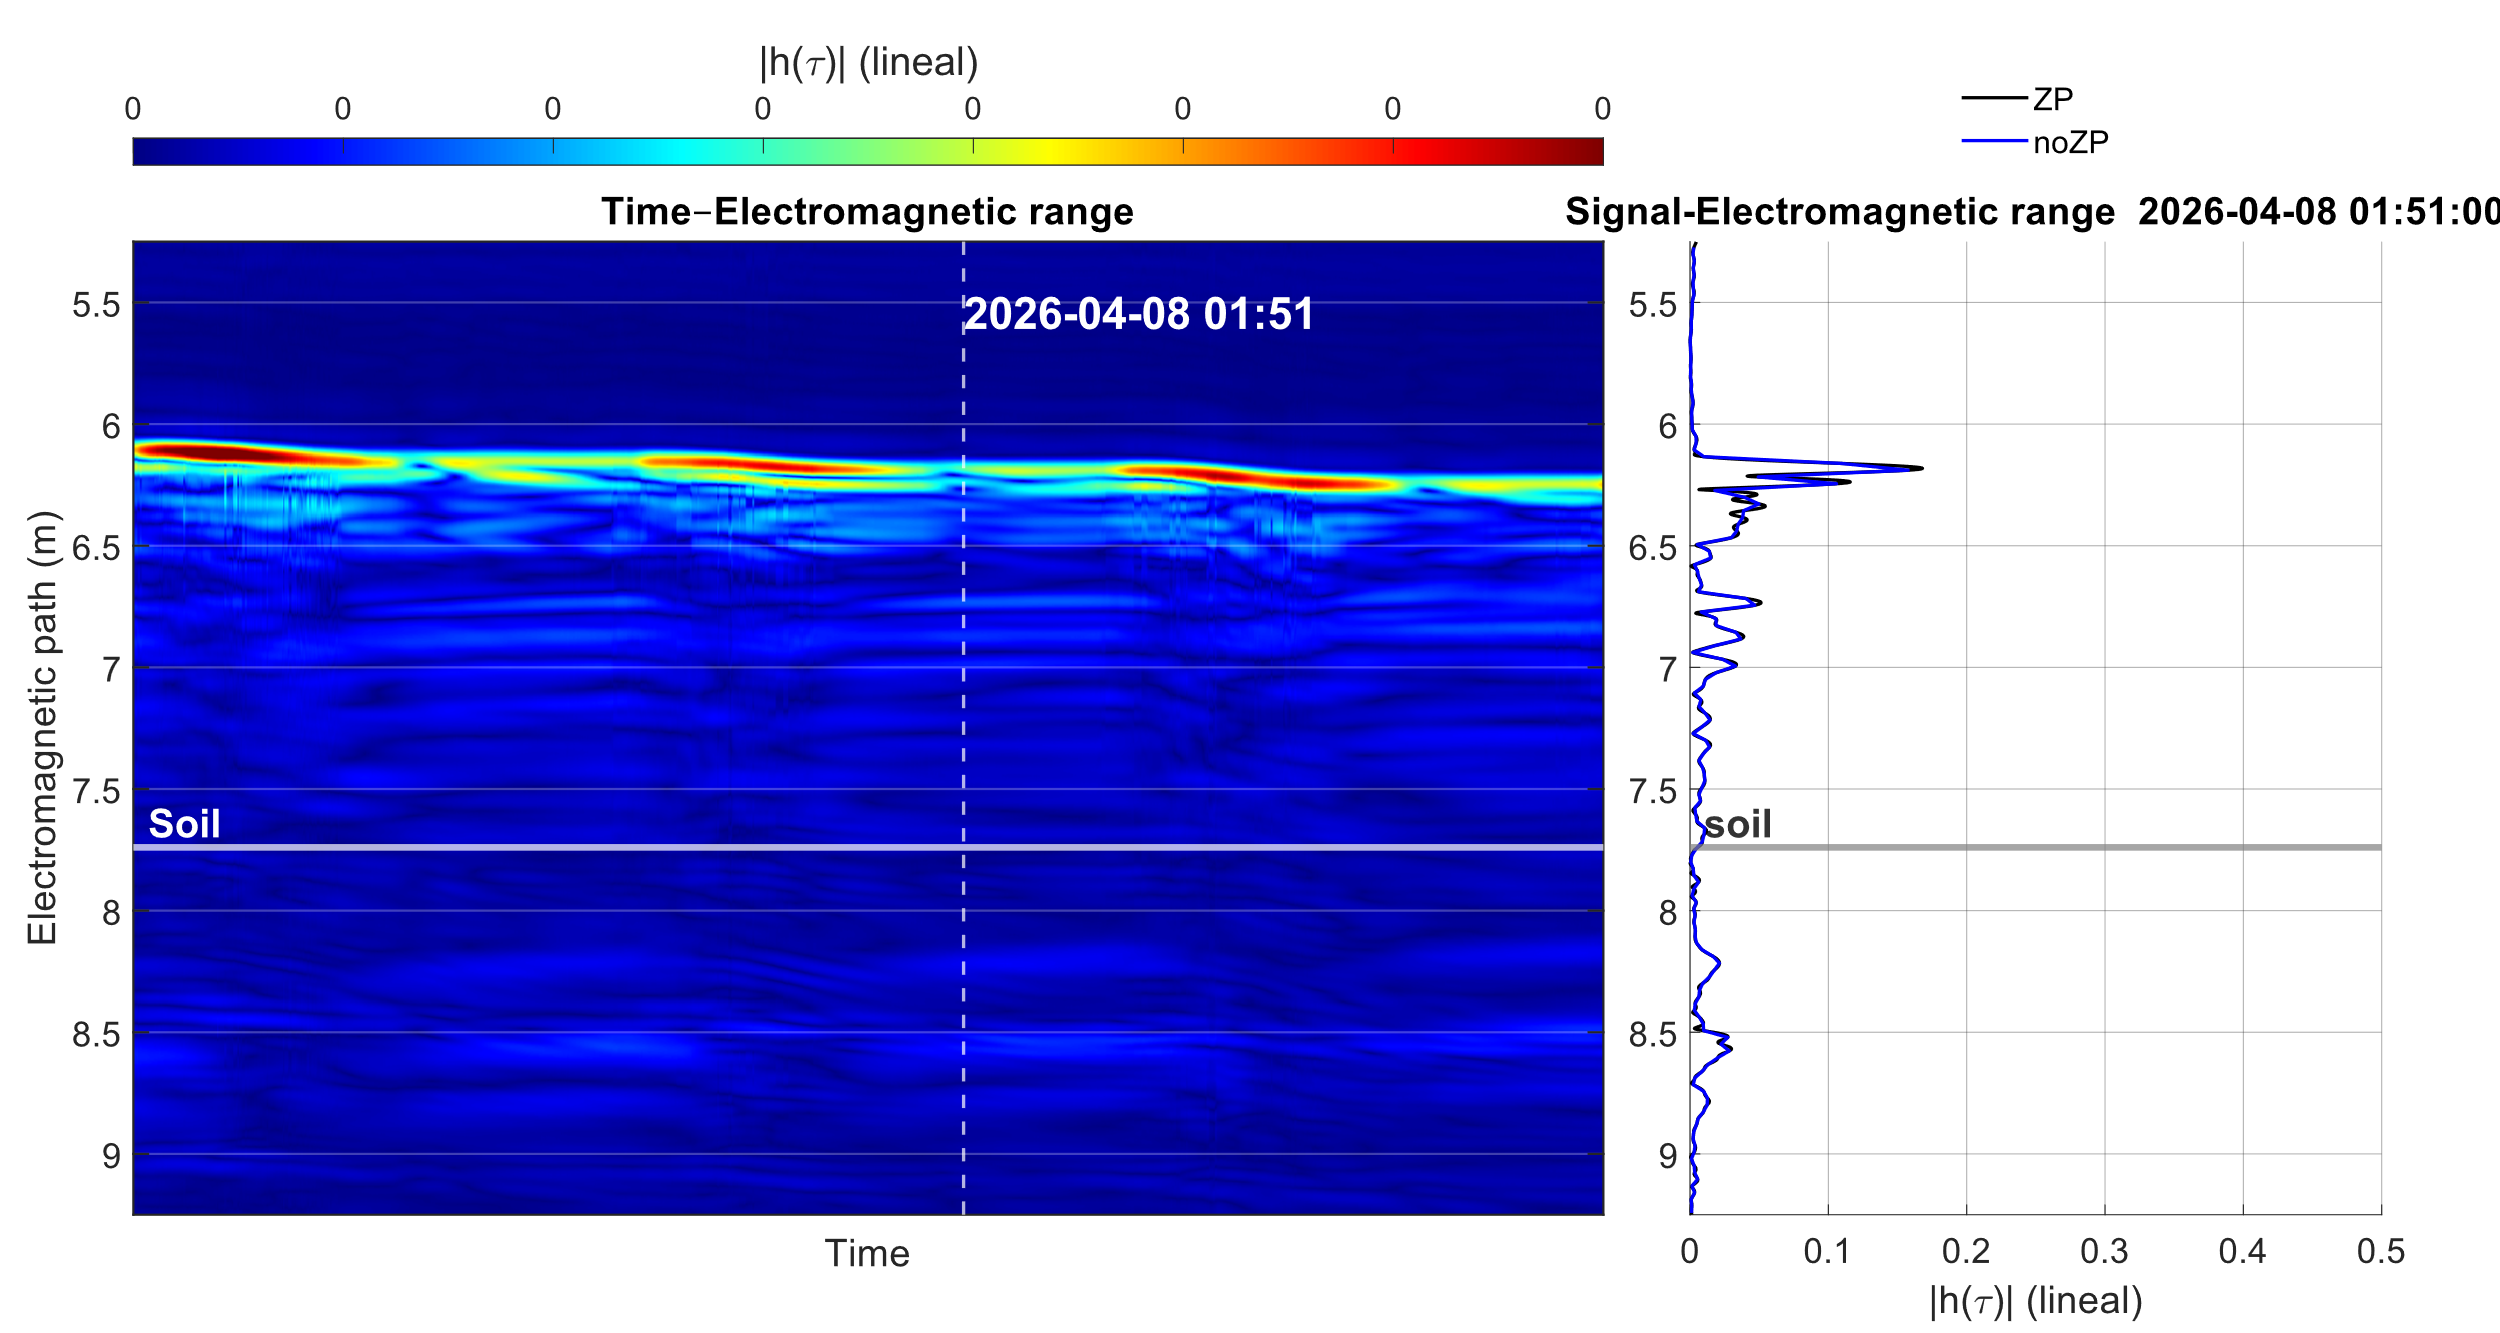 |h(τ)| (lineal)
0 0 0 0 0 0 0 0
ZP
noZP
Time–Electromagnetic range
Signal-Electromagnetic range 2026-04-08 01:51:00
2026-04-08 01:51
Electromagnetic path (m)
5.5
6
6.5
7
7.5
8
8.5
9
Soil
Time
5.5
6
6.5
7
7.5
8
8.5
9
soil
0 0.1 0.2 0.3 0.4 0.5
|h(τ)| (lineal)